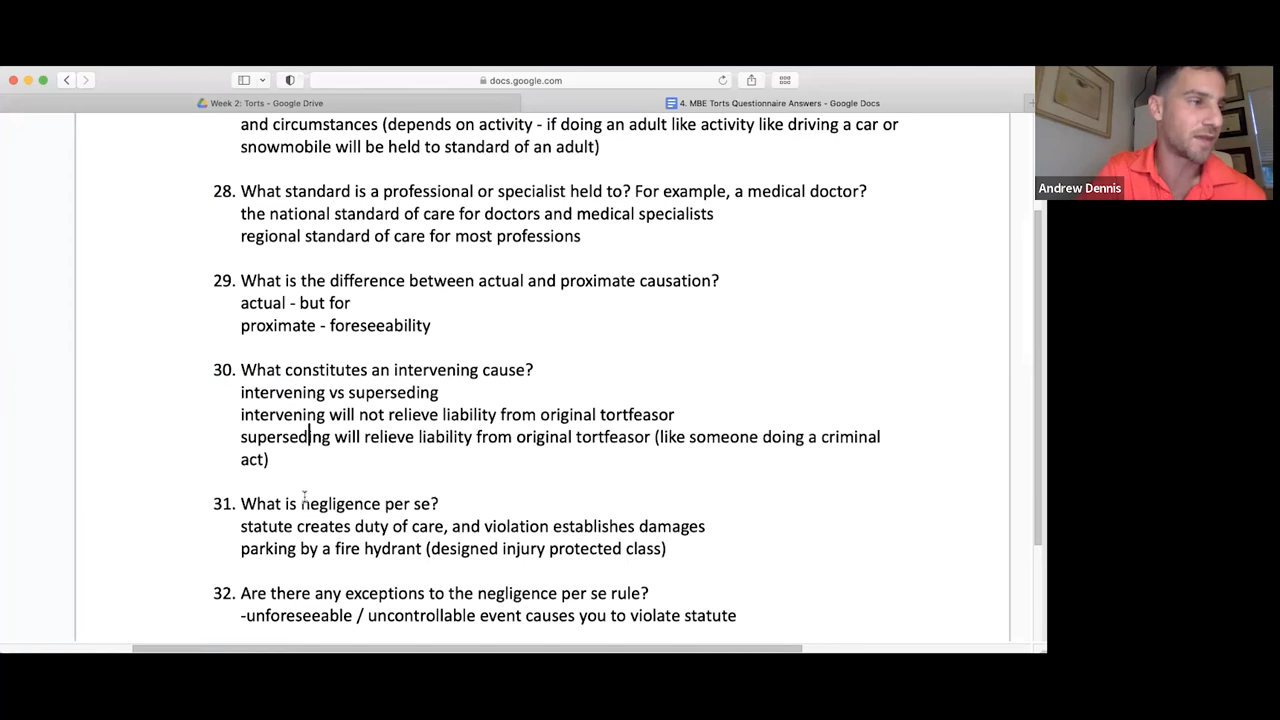 docs.google.com
Week 2: Torts - Google Drive
4. MBE Torts Questionnaire Answers - Google Docs
Andrew Dennis
and circumstances (depends on activity - if doing an adult like activity like driving a car or
snowmobile will be held to standard of an adult)
28. What standard is a professional or specialist held to? For example, a medical doctor?
the national standard of care for doctors and medical specialists
regional standard of care for most professions
29. What is the difference between actual and proximate causation?
actual - but for
proximate - foreseeability
30. What constitutes an intervening cause?
intervening vs superseding
intervening will not relieve liability from original tortfeasor
superseding will relieve liability from original tortfeasor (like someone doing a criminal
act)
31. What is negligence per se?
statute creates duty of care, and violation establishes damages
parking by a fire hydrant (designed injury protected class)
32. Are there any exceptions to the negligence per se rule?
-unforeseeable / uncontrollable event causes you to violate statute